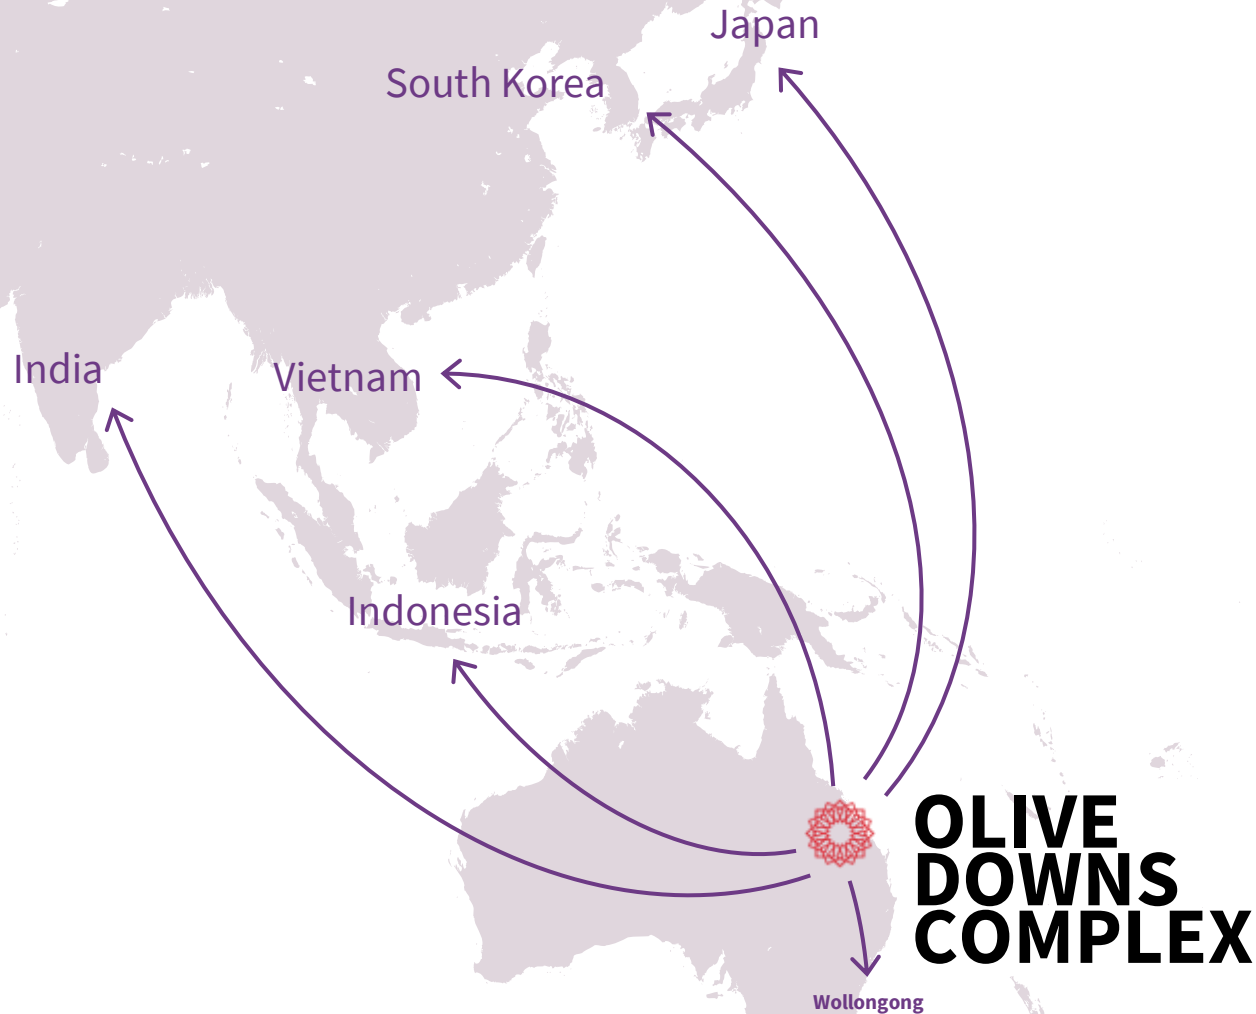 Japan
South Korea
India
Vietnam
Indonesia
OLIVE
DOWNS
COMPLEX
Wollongong